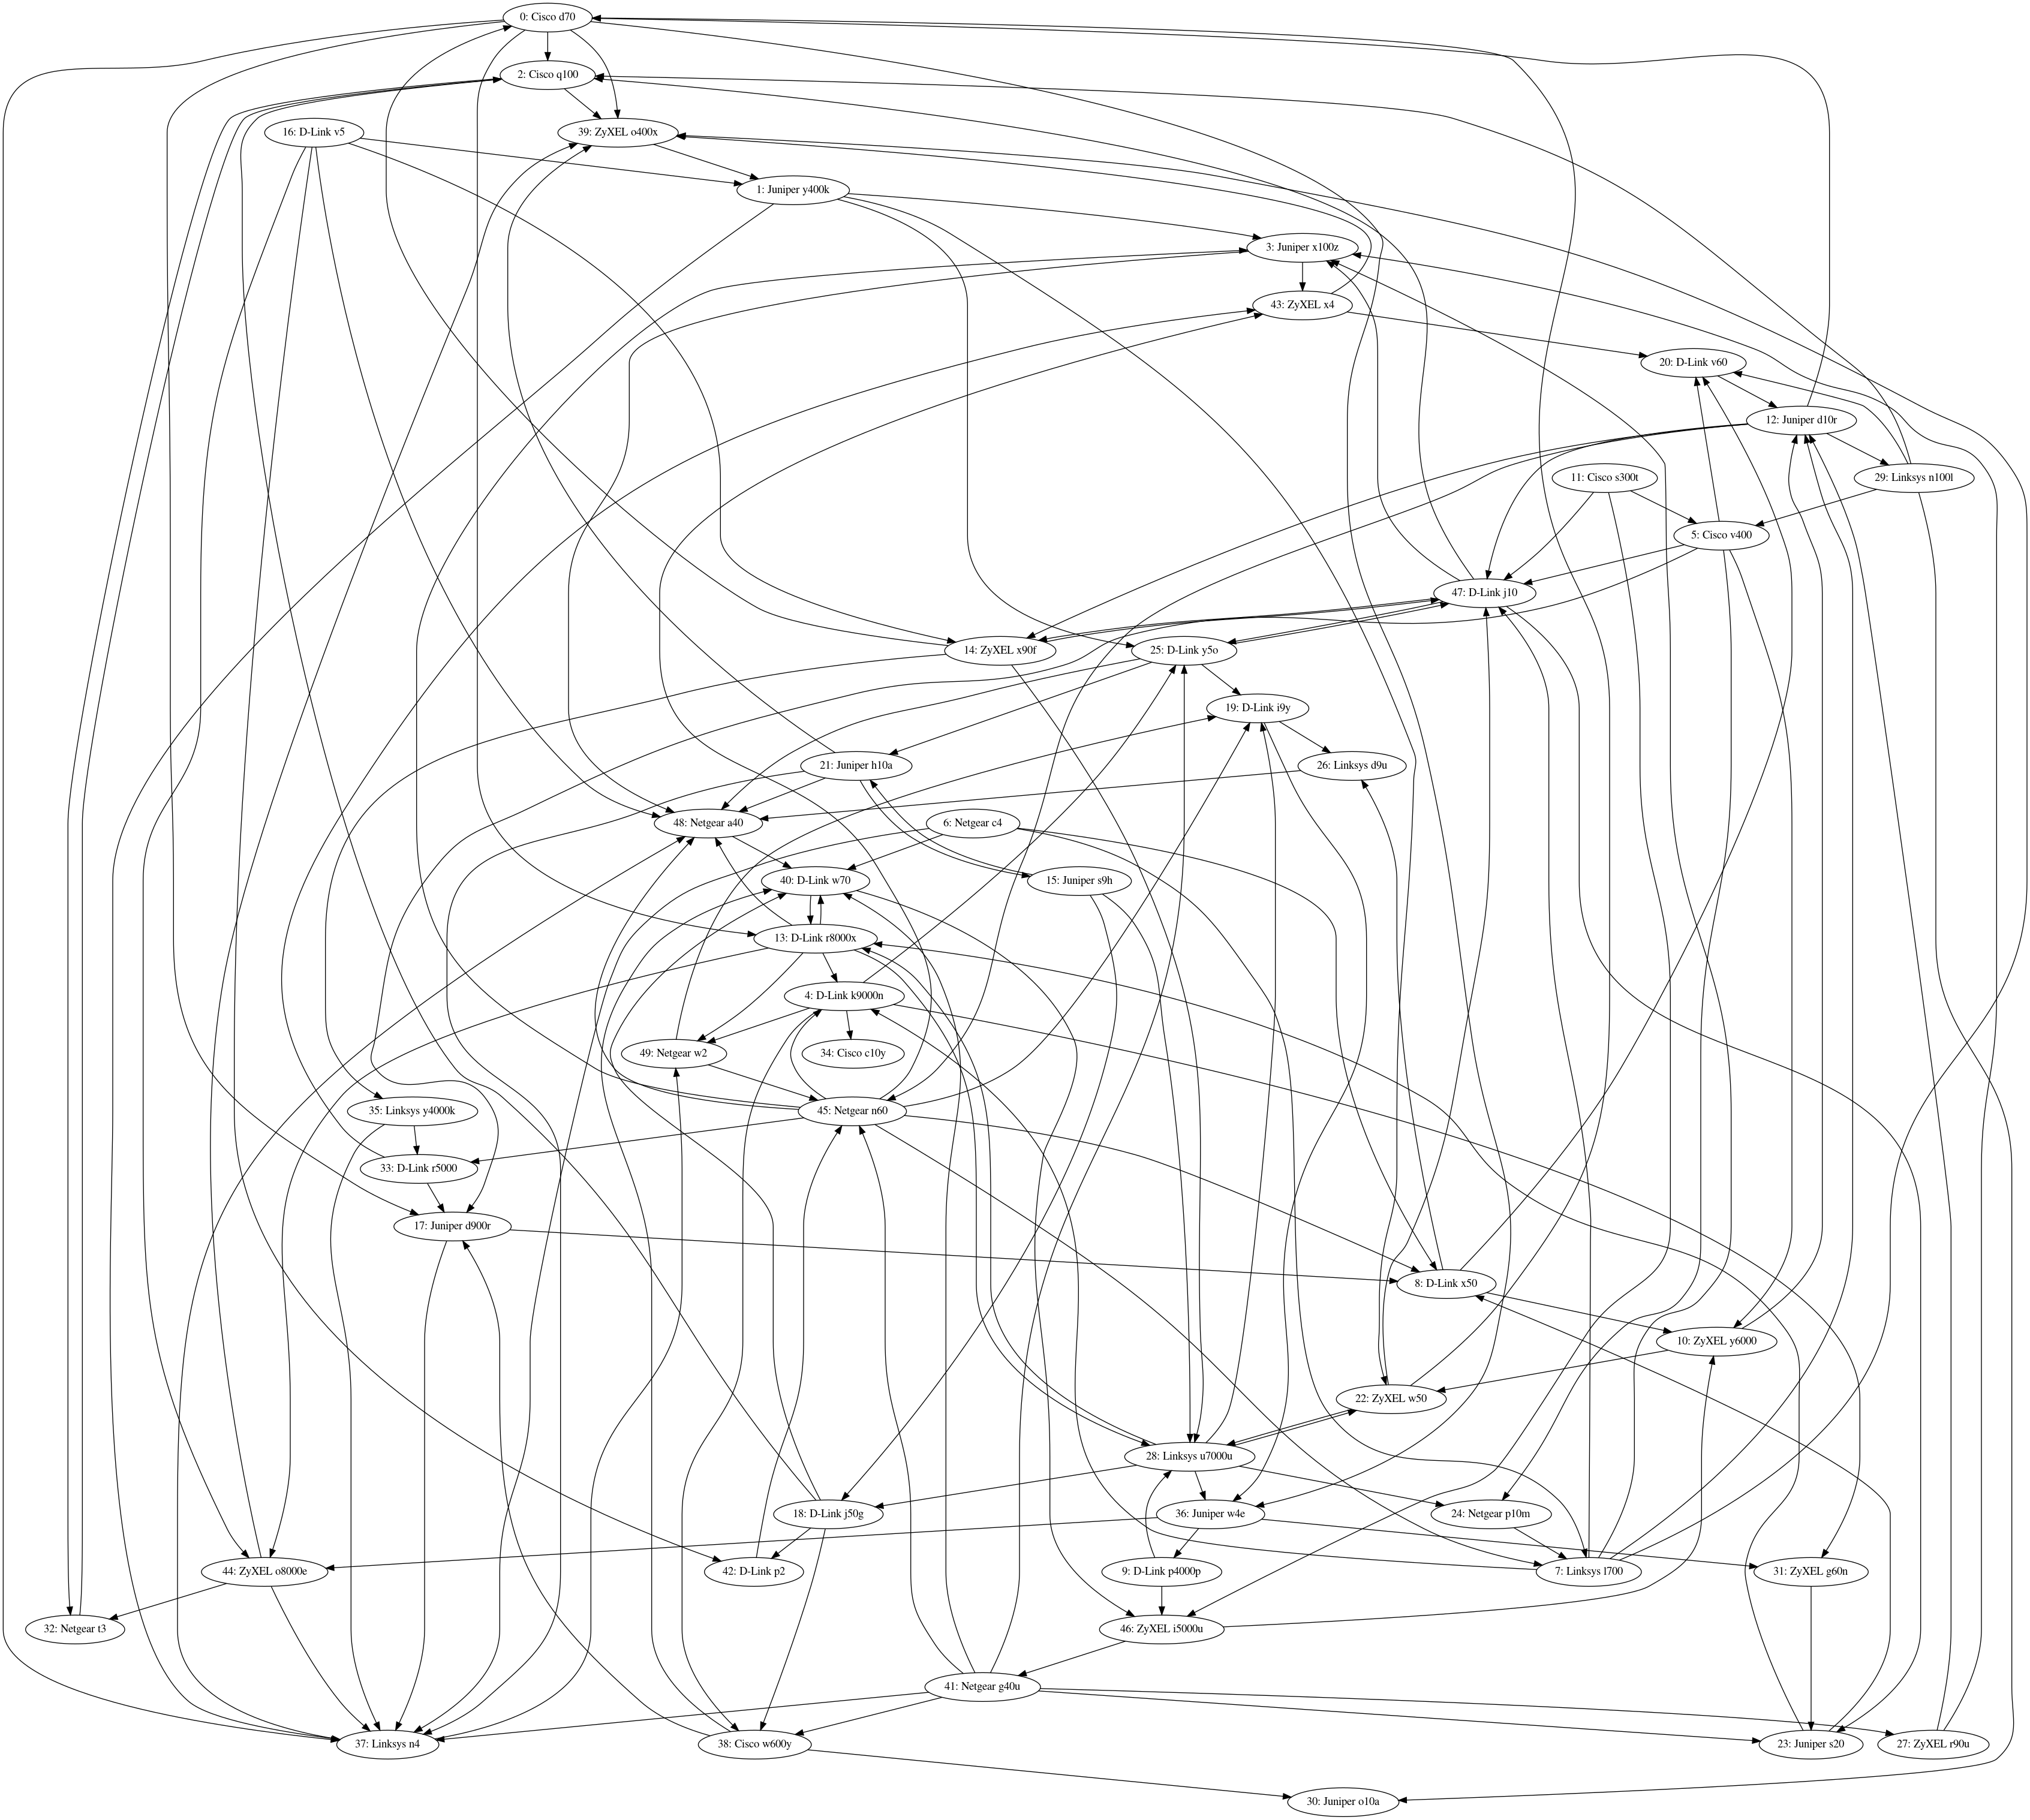 0: Cisco d70
2: Cisco q100
16: D-Link v5
39: ZyXEL o400x
1: Juniper y400k
3: Juniper x100z
43: ZyXEL x4
20: D-Link v60
12: Juniper d10r
11: Cisco s300t
29: Linksys n100l
5: Cisco v400
47: D-Link j10
14: ZyXEL x90f
25: D-Link y5o
19: D-Link i9y
21: Juniper h10a
26: Linksys d9u
48: Netgear a40
6: Netgear c4
40: D-Link w70
15: Juniper s9h
13: D-Link r8000x
4: D-Link k9000n
49: Netgear w2
34: Cisco c10y
35: Linksys y4000k
45: Netgear n60
33: D-Link r5000
17: Juniper d900r
8: D-Link x50
10: ZyXEL y6000
22: ZyXEL w50
28: Linksys u7000u
18: D-Link j50g
36: Juniper w4e
24: Netgear p10m
44: ZyXEL o8000e
42: D-Link p2
9: D-Link p4000p
7: Linksys l700
31: ZyXEL g60n
32: Netgear t3
46: ZyXEL i5000u
41: Netgear g40u
37: Linksys n4
38: Cisco w600y
23: Juniper s20
27: ZyXEL r90u
30: Juniper o10a